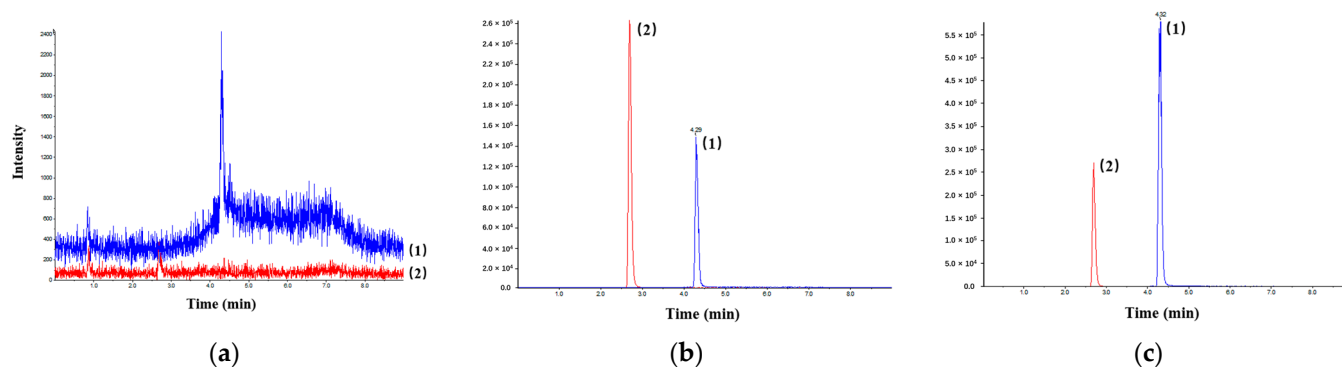 Intensity
2400
2200
2000
1800
1600
1400
1200
1000
800
600
400
200
0
(1)
(2)
1.0 2.0 3.0 4.0 5.0 6.0 7.0 8.0
Time (min)
(a)
2.6 × 10⁵
2.4 × 10⁵
2.2 × 10⁵
2.0 × 10⁵
1.8 × 10⁵
1.6 × 10⁵
1.4 × 10⁵
1.2 × 10⁵
1.0 × 10⁵
8.0 × 10⁴
6.0 × 10⁴
4.0 × 10⁴
2.0 × 10⁴
0.0
(2)
4.29
(1)
1.0 2.0 3.0 4.0 5.0 6.0 7.0 8.0
Time (min)
(b)
5.5 × 10⁵
5.0 × 10⁵
4.5 × 10⁵
4.0 × 10⁵
3.5 × 10⁵
3.0 × 10⁵
2.5 × 10⁵
2.0 × 10⁵
1.5 × 10⁵
1.0 × 10⁵
5.0 × 10⁴
0.0
4.32
(1)
(2)
1.0 2.0 3.0 4.0 5.0 6.0 7.0 8.0
Time (min)
(c)